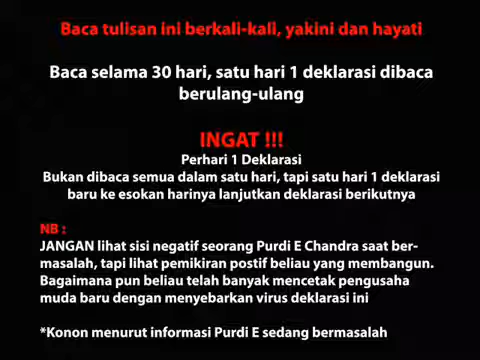 Baca tulisan ini berkali-kali, yakini dan hayati
Baca selama 30 hari, satu hari 1 deklarasi dibaca
berulang-ulang
INGAT !!!
Perhari 1 Deklarasi
Bukan dibaca semua dalam satu hari, tapi satu hari 1 deklarasi
baru ke esokan harinya lanjutkan deklarasi berikutnya
NB :
JANGAN lihat sisi negatif seorang Purdi E Chandra saat ber-
masalah, tapi lihat pemikiran postif beliau yang membangun.
Bagaimana pun beliau telah banyak mencetak pengusaha
muda baru dengan menyebarkan virus deklarasi ini
*Konon menurut informasi Purdi E sedang bermasalah